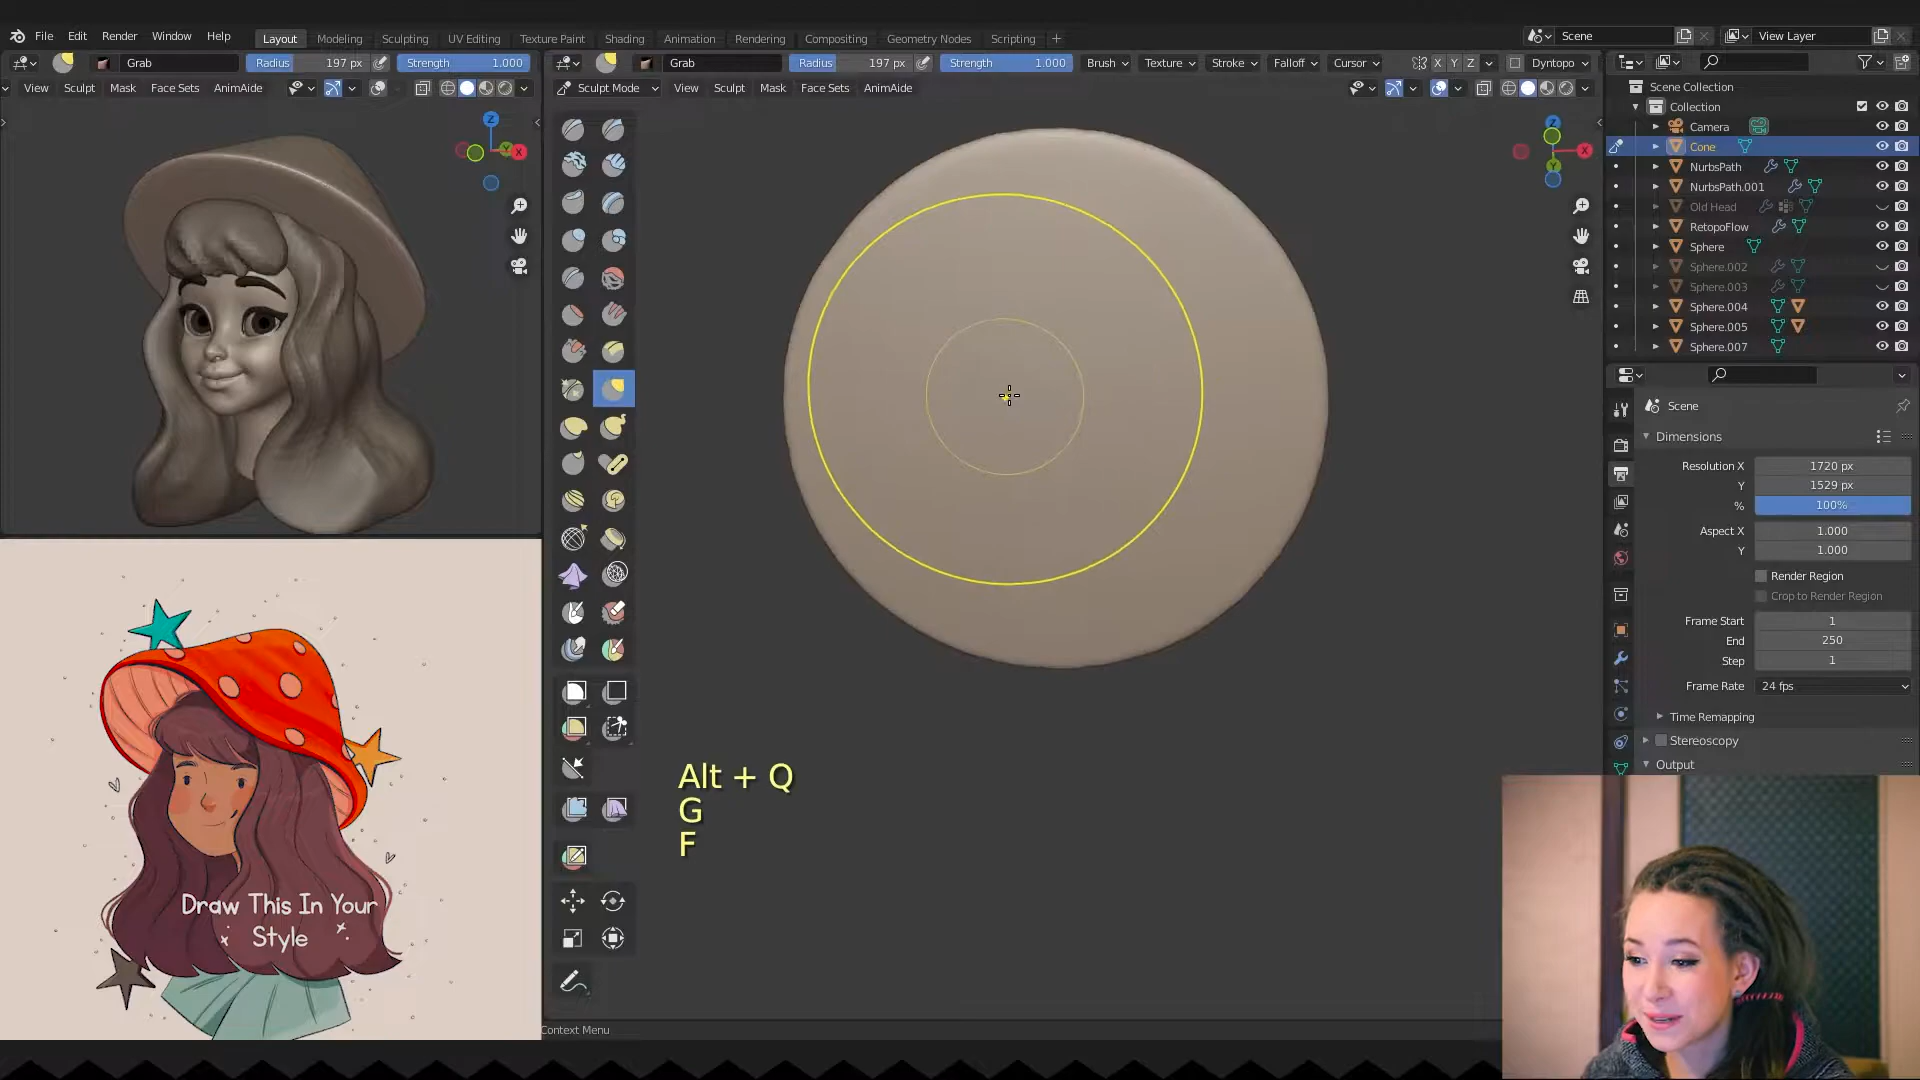 File Edit Render Window Help Layout Modeling Sculpting UV Editing Texture Paint Shading Animation Rendering Compositing Geometry Nodes Scripting + Scene View Layer
Grab Radius 197 px Strength 1.000 Grab Radius 197 px Strength 1.000 Brush Texture Stroke Falloff Cursor X Y Z Dyntopo
View Sculpt Mask Face Sets AnimAide Sculpt Mode View Sculpt Mask Face Sets AnimAide
Scene Collection
Collection
Camera
Cone
NurbsPath
NurbsPath.001
Old Head
RetopoFlow
Sphere
Sphere.002
Sphere.003
Sphere.004
Sphere.005
Sphere.007
Z
Y
X
Z
Y
X
Scene
Dimensions
Resolution X 1720 px
Y 1529 px
% 100%
Aspect X 1.000
Y 1.000
Render Region
Crop to Render Region
Frame Start 1
End 250
Step 1
Frame Rate 24 fps
Time Remapping
Stereoscopy
Output
Alt + Q
G
F
Draw This In Your
Style
Context Menu